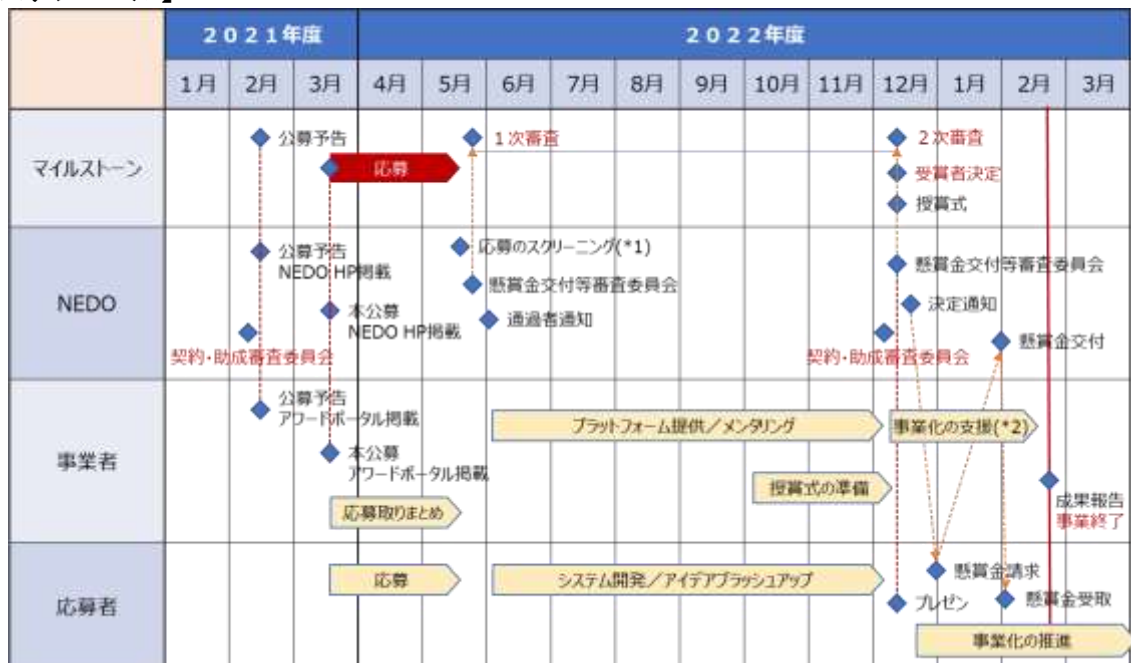 2021年度 2022年度
1月 2月 3月 4月 5月 6月 7月 8月 9月 10月 11月 12月 1月 2月 3月
マイルストーン
公募予告
応募
1次審査
2次審査
受賞者決定
授賞式
NEDO
公募予告
NEDO HP掲載
本公募
NEDO HP掲載
契約・助成審査委員会
応募のスクリーニング(*1)
懸賞金交付等審査委員会
通過者通知
懸賞金交付等審査委員会
決定通知
契約・助成審査委員会
懸賞金交付
事業者
公募予告
アワードポータル掲載
本公募
アワードポータル掲載
応募取りまとめ
プラットフォーム提供/メンタリング
事業化の支援(*2)
授賞式の準備
成果報告
事業終了
応募者
応募
システム開発/アイデアブラッシュアップ
懸賞金請求
プレゼン
懸賞金受取
事業化の推進